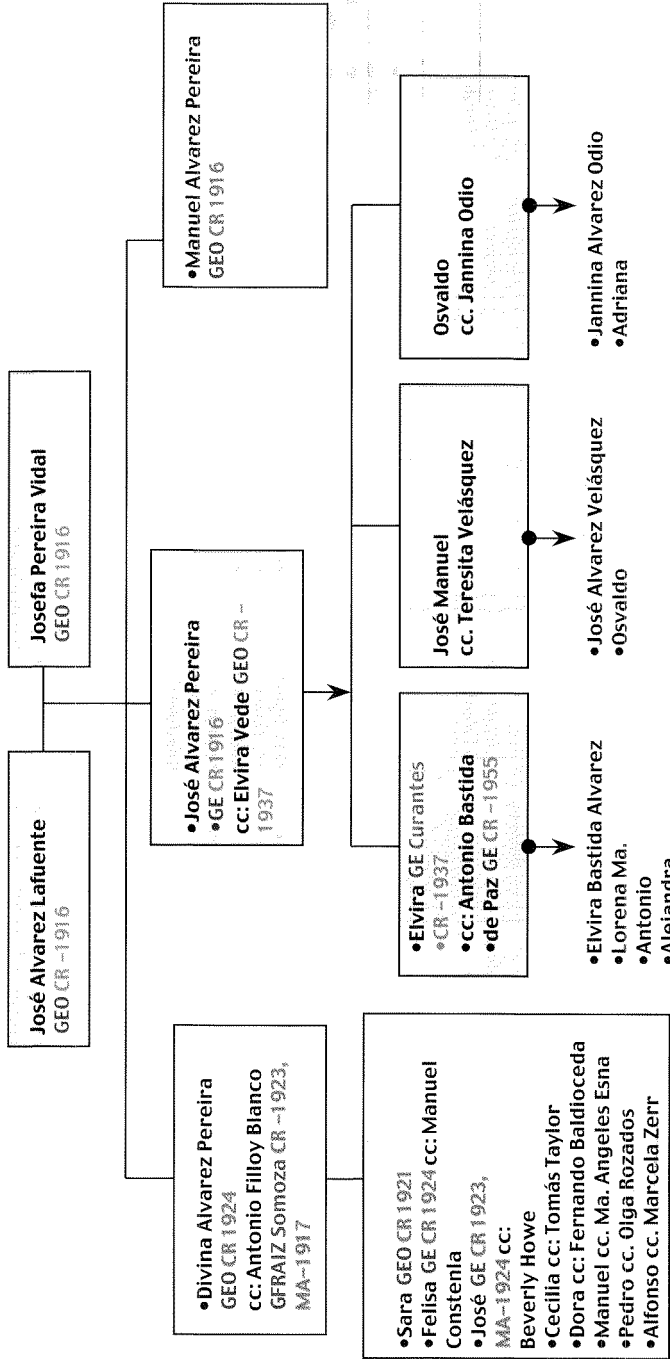 José Alvarez Lafuente
GEO CR -1916
Josefa Pereira Vidal
GEO CR 1916
•Divina Alvarez Pereira
GEO CR 1924
cc: Antonio Filloy Blanco
GFRAIZ Somoza CR -1923,
MA-1917
•José Alvarez Pereira
•GE CR 1916
cc: Elvira Vede GEO CR -
1937
•Manuel Alvarez Pereira
GEO CR 1916
•Sara GEO CR 1921
•Felisa GE CR 1924 cc: Manuel
Constenla
•José GE CR 1923,
MA-1924 cc:
Beverly Howe
•Cecilia cc: Tomás Taylor
•Dora cc: Fernando Baldioceda
•Manuel cc. Ma. Angeles Esna
•Pedro cc. Olga Rozados
•Alfonso cc. Marcela Zerr
•Elvira GE Curantes
•CR -1937
•cc: Antonio Bastida
•de Paz GE CR -1955
José Manuel
cc. Teresita Velásquez
Osvaldo
cc. Jannina Odio
•Elvira Bastida Alvarez
•Lorena Ma.
•Antonio
•Alejandra
•José Alvarez Velásquez
•Osvaldo
•Jannina Alvarez Odio
•Adriana